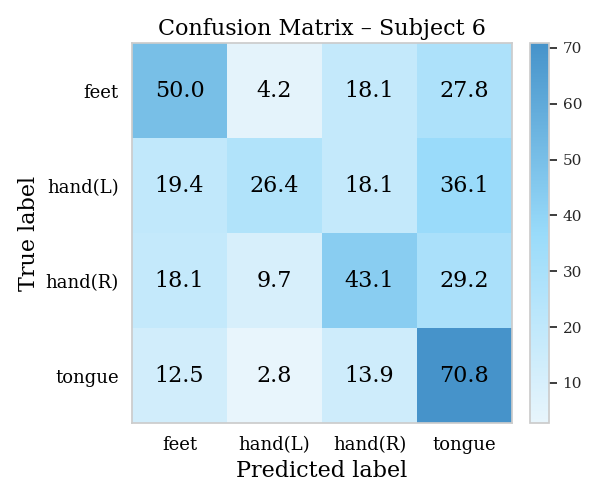 Confusion Matrix – Subject 6
True label
feet 50.0 4.2 18.1 27.8
hand(L) 19.4 26.4 18.1 36.1
hand(R) 18.1 9.7 43.1 29.2
tongue 12.5 2.8 13.9 70.8
feet hand(L) hand(R) tongue
Predicted label
70
60
50
40
30
20
10